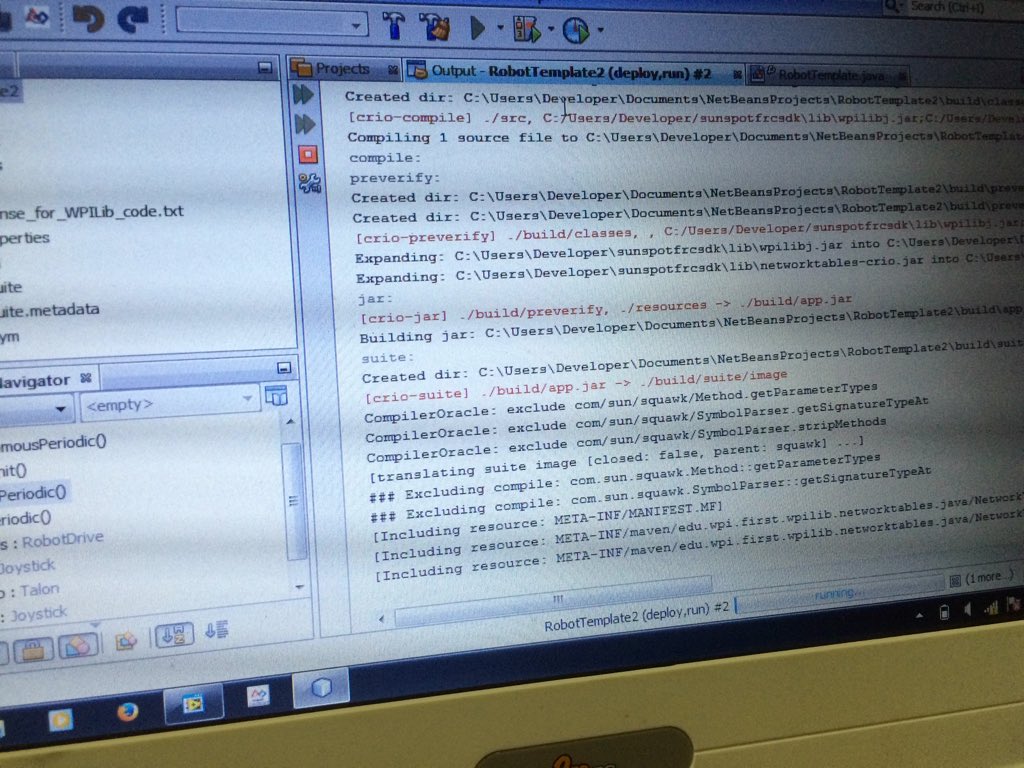 Search (Ctrl+I)
Projects
Output - RobotTemplate2 (deploy,run) #2
RobotTemplate.java
e2
nse_for_WPILib_code.txt
perties
uite
uite.metadata
ym
Navigator
<empty>
omousPeriodic()
nit()
Periodic()
riodic()
s : RobotDrive
Joystick
: Talon
: Joystick
Created dir: C:\Users\Developer\Documents\NetBeansProjects\RobotTemplate2\build\classe
[crio-compile] ./src, C:/Users/Developer/sunspotfrcsdk\lib\wpilibj.jar;C:/Users/Devel
Compiling 1 source file to C:\Users\Developer\Documents\NetBeansProjects\RobotTempla
compile:
preverify:
Created dir: C:\Users\Developer\Documents\NetBeansProjects\RobotTemplate2\build\preve
Created dir: C:\Users\Developer\Documents\NetBeansProjects\RobotTemplate2\build\preve
[crio-preverify] ./build/classes, , C:/Users/Developer/sunspotfrcsdk\lib\wpilibj.jar;
Expanding: C:\Users\Developer\sunspotfrcsdk\lib\wpilibj.jar into C:\Users\Developer\
Expanding: C:\Users\Developer\sunspotfrcsdk\lib\networktables-crio.jar into C:\Users
jar:
[crio-jar] ./build/preverify, ./resources -> ./build/app.jar
Building jar: C:\Users\Developer\Documents\NetBeansProjects\RobotTemplate2\build\app
suite:
Created dir: C:\Users\Developer\Documents\NetBeansProjects\RobotTemplate2\build\suit
[crio-suite] ./build/app.jar -> ./build/suite/image
CompilerOracle: exclude com/sun/squawk/Method.getParameterTypes
CompilerOracle: exclude com/sun/squawk/SymbolParser.getSignatureTypeAt
CompilerOracle: exclude com/sun/squawk/SymbolParser.stripMethods
[translating suite image [closed: false, parent: squawk] ...]
### Excluding compile: com.sun.squawk.Method::getParameterTypes
### Excluding compile: com.sun.squawk.SymbolParser::getSignatureTypeAt
[Including resource: META-INF/MANIFEST.MF]
[Including resource: META-INF/maven/edu.wpi.first.wpilib.networktables.java/Network
[Including resource: META-INF/maven/edu.wpi.first.wpilib.networktables.java/Network
RobotTemplate2 (deploy,run) #2
running...
(1 more...)